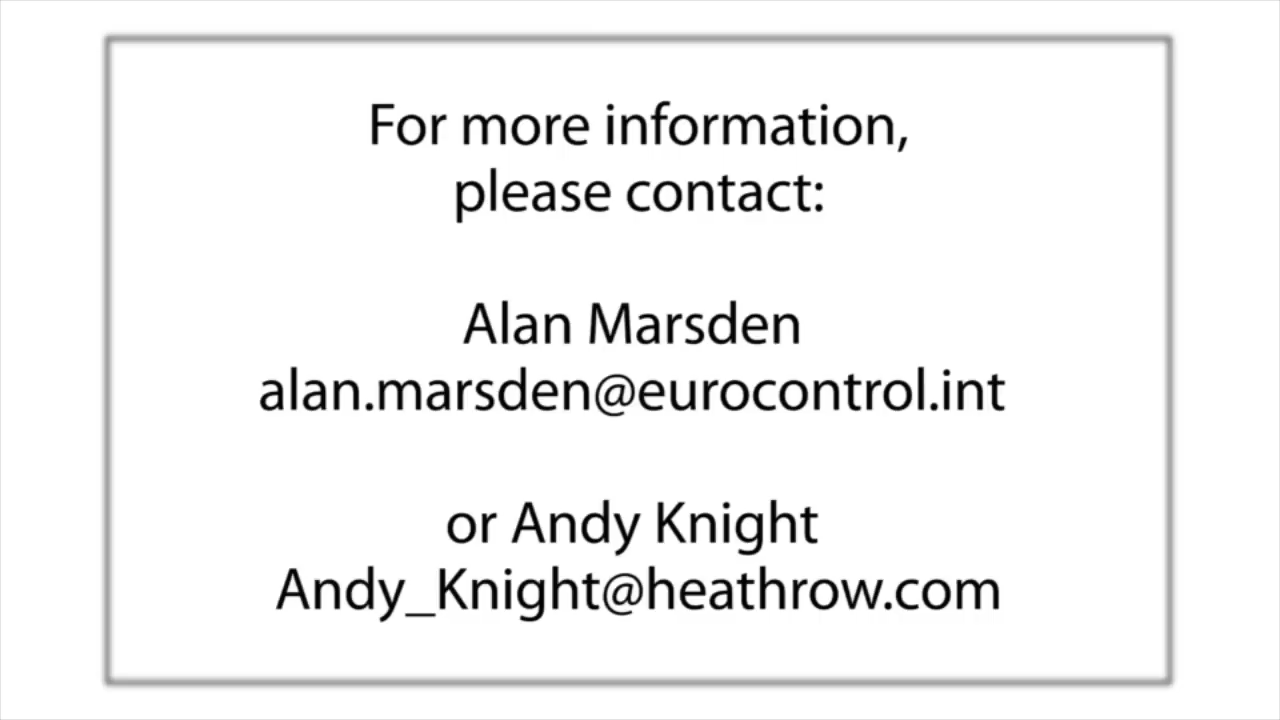 For more information,
please contact:
Alan Marsden
alan.marsden@eurocontrol.int
or Andy Knight
Andy_Knight@heathrow.com